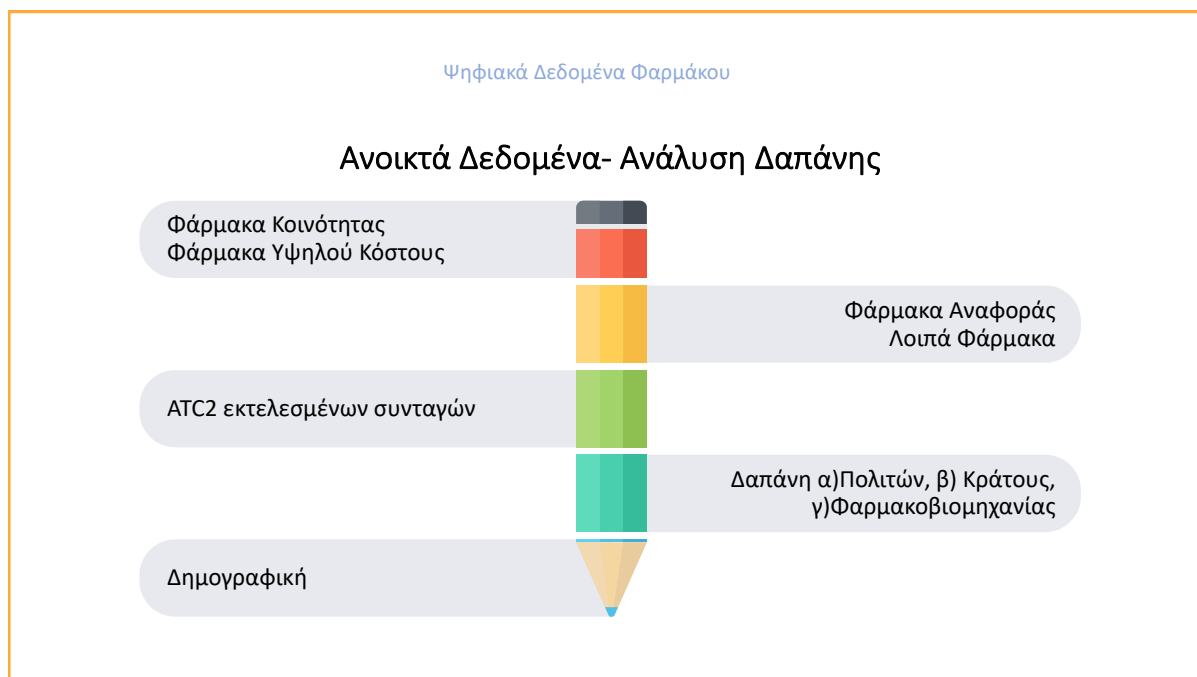 Ψηφιακά Δεδομένα Φαρμάκου
Ανοικτά Δεδομένα- Ανάλυση Δαπάνης
Φάρμακα Κοινότητας
Φάρμακα Υψηλού Κόστους
Φάρμακα Αναφοράς
Λοιπά Φάρμακα
ATC2 εκτελεσμένων συνταγών
Δαπάνη α)Πολιτών, β) Κράτους,
γ)Φαρμακοβιομηχανίας
Δημογραφική